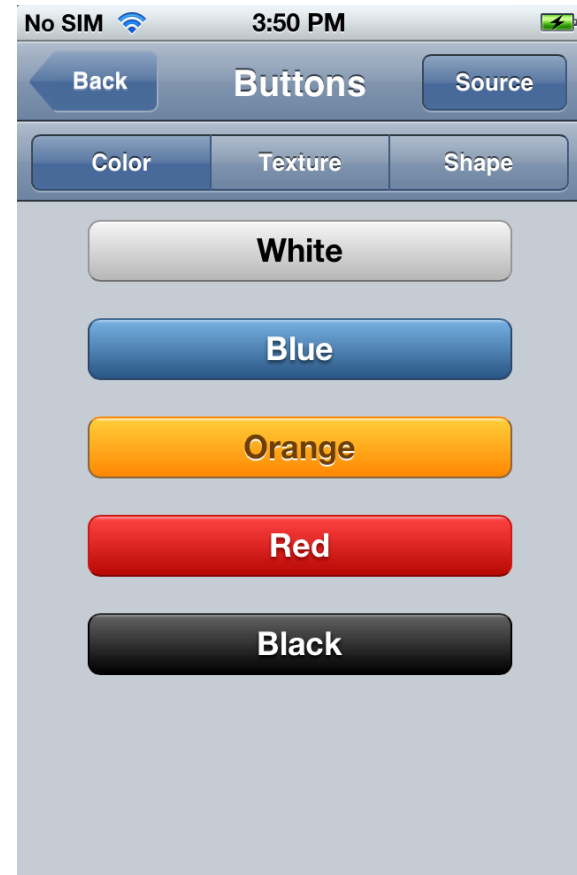 No SIM 3:50 PM
Back Buttons Source
Color Texture Shape
White
Blue
Orange
Red
Black